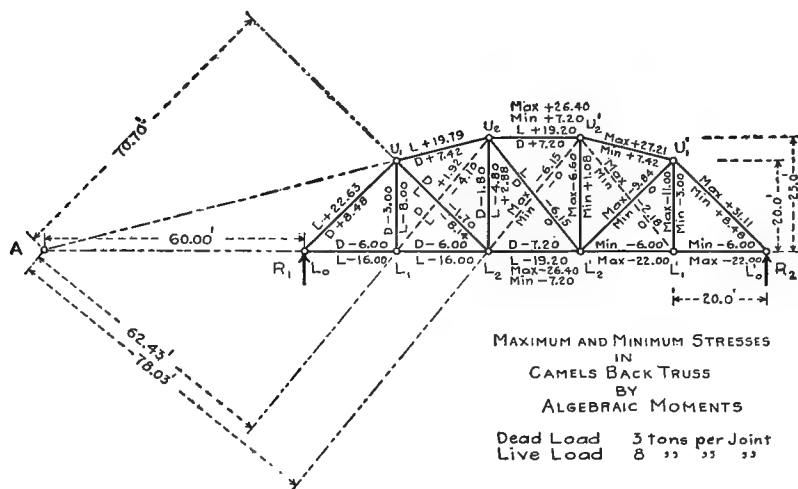 Max +26.40
Min +7.20
L +19.20
D +7.20
70.70'
U₁
L +19.79
D +7.42
U₂
U₂'
Max +27.21
Min +7.42
U₁'
L +22.63
D +8.48
D -3.00
L -8.00
D +1.92
L 4.10
D -1.70
L -8.14
D -1.80
L -4.80
L +2.88
-6.15
0
L -6.15
0
Max -6.60
Min +1.08
Max -9.84
Min
Max
Min
Max -11.00
Min -3.00
Max +31.11
Min +8.48
20.0'
25.0'
A
60.00'
R₁
L₀
D -6.00
L -16.00
L₁
D -6.00
L -16.00
L₂
D -7.20
L -19.20
Max -26.40
Min -7.20
L₂'
Min -6.00
Max -22.00
L₁'
Min -6.00
Max -22.00
L₀'
R₂
20.0'
62.43'
78.03'
MAXIMUM AND MINIMUM STRESSES
IN
CAMELS BACK TRUSS
BY
ALGEBRAIC MOMENTS
Dead Load 3 tons per Joint
Live Load 8 " " "